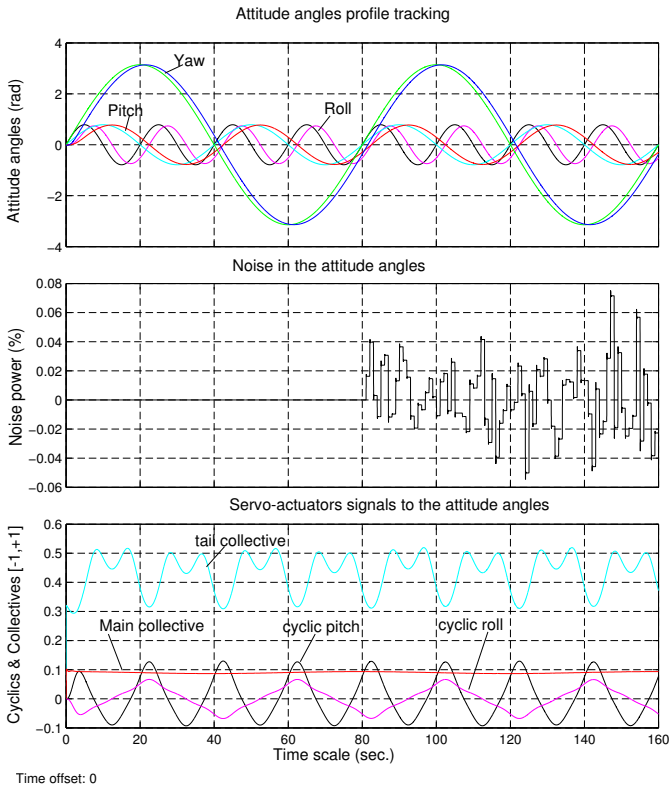 Attitude angles profile tracking
4
2
0
−2
−4
Attitude angles (rad)
Yaw
Pitch
Roll
Noise in the attitude angles
0.08
0.06
0.04
0.02
0
−0.02
−0.04
−0.06
Noise power (%)
Servo-actuators signals to the attitude angles
0.6
0.5
0.4
0.3
0.2
0.1
0
−0.1
Cyclics & Collectives [-1,+1]
tail collective
Main collective
cyclic pitch
cyclic roll
0 20 40 60 80 100 120 140 160
Time scale (sec.)
Time offset: 0